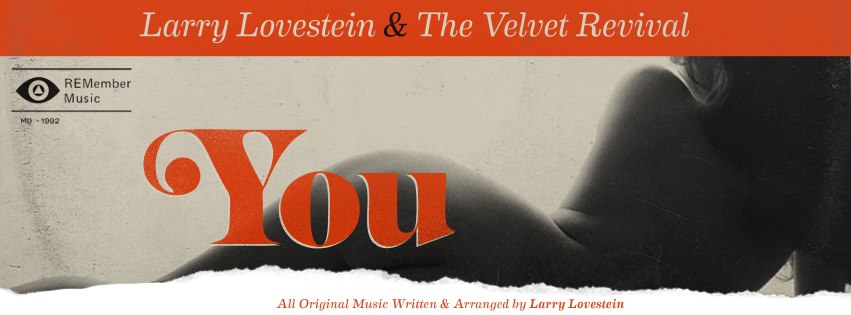 Larry Lovestein & The Velvet Revival
REMember
Music
MD - 1992
You
All Original Music Written & Arranged by Larry Lovestein